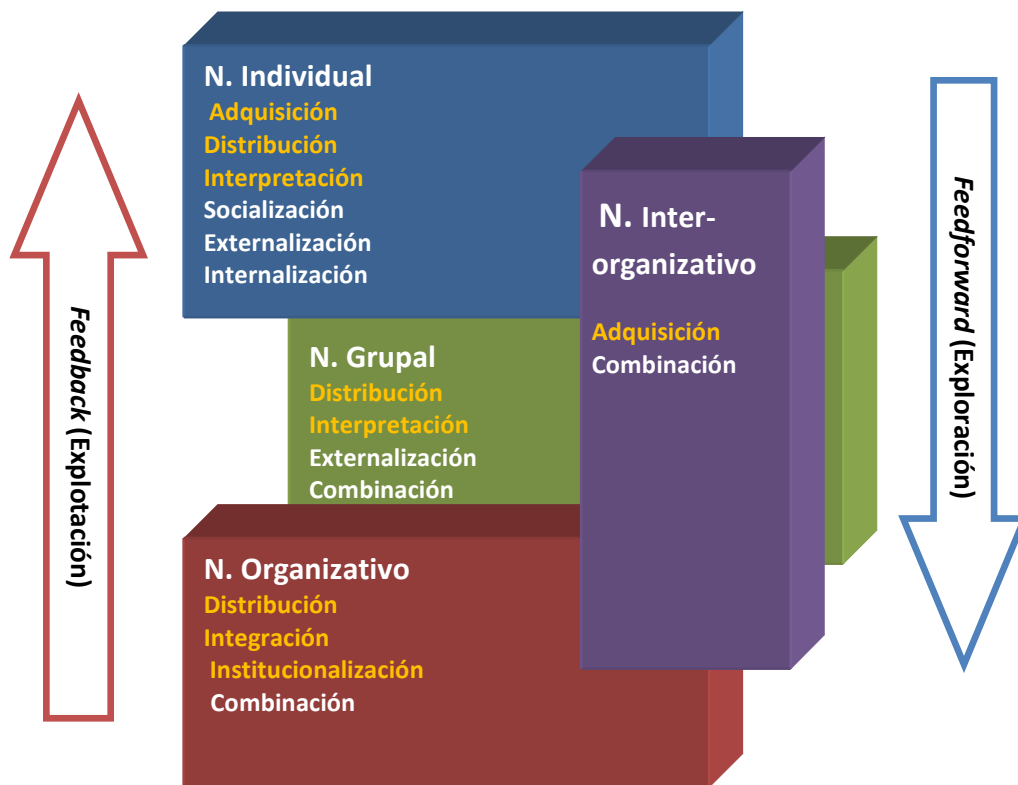 N. Individual
Adquisición
Distribución
Interpretación
Socialización
Externalización
Internalización
N. Inter-
organizativo
Adquisición
Combinación
N. Grupal
Distribución
Interpretación
Externalización
Combinación
N. Organizativo
Distribución
Integración
Institucionalización
Combinación
Feedback (Explotación)
Feedforward (Exploración)